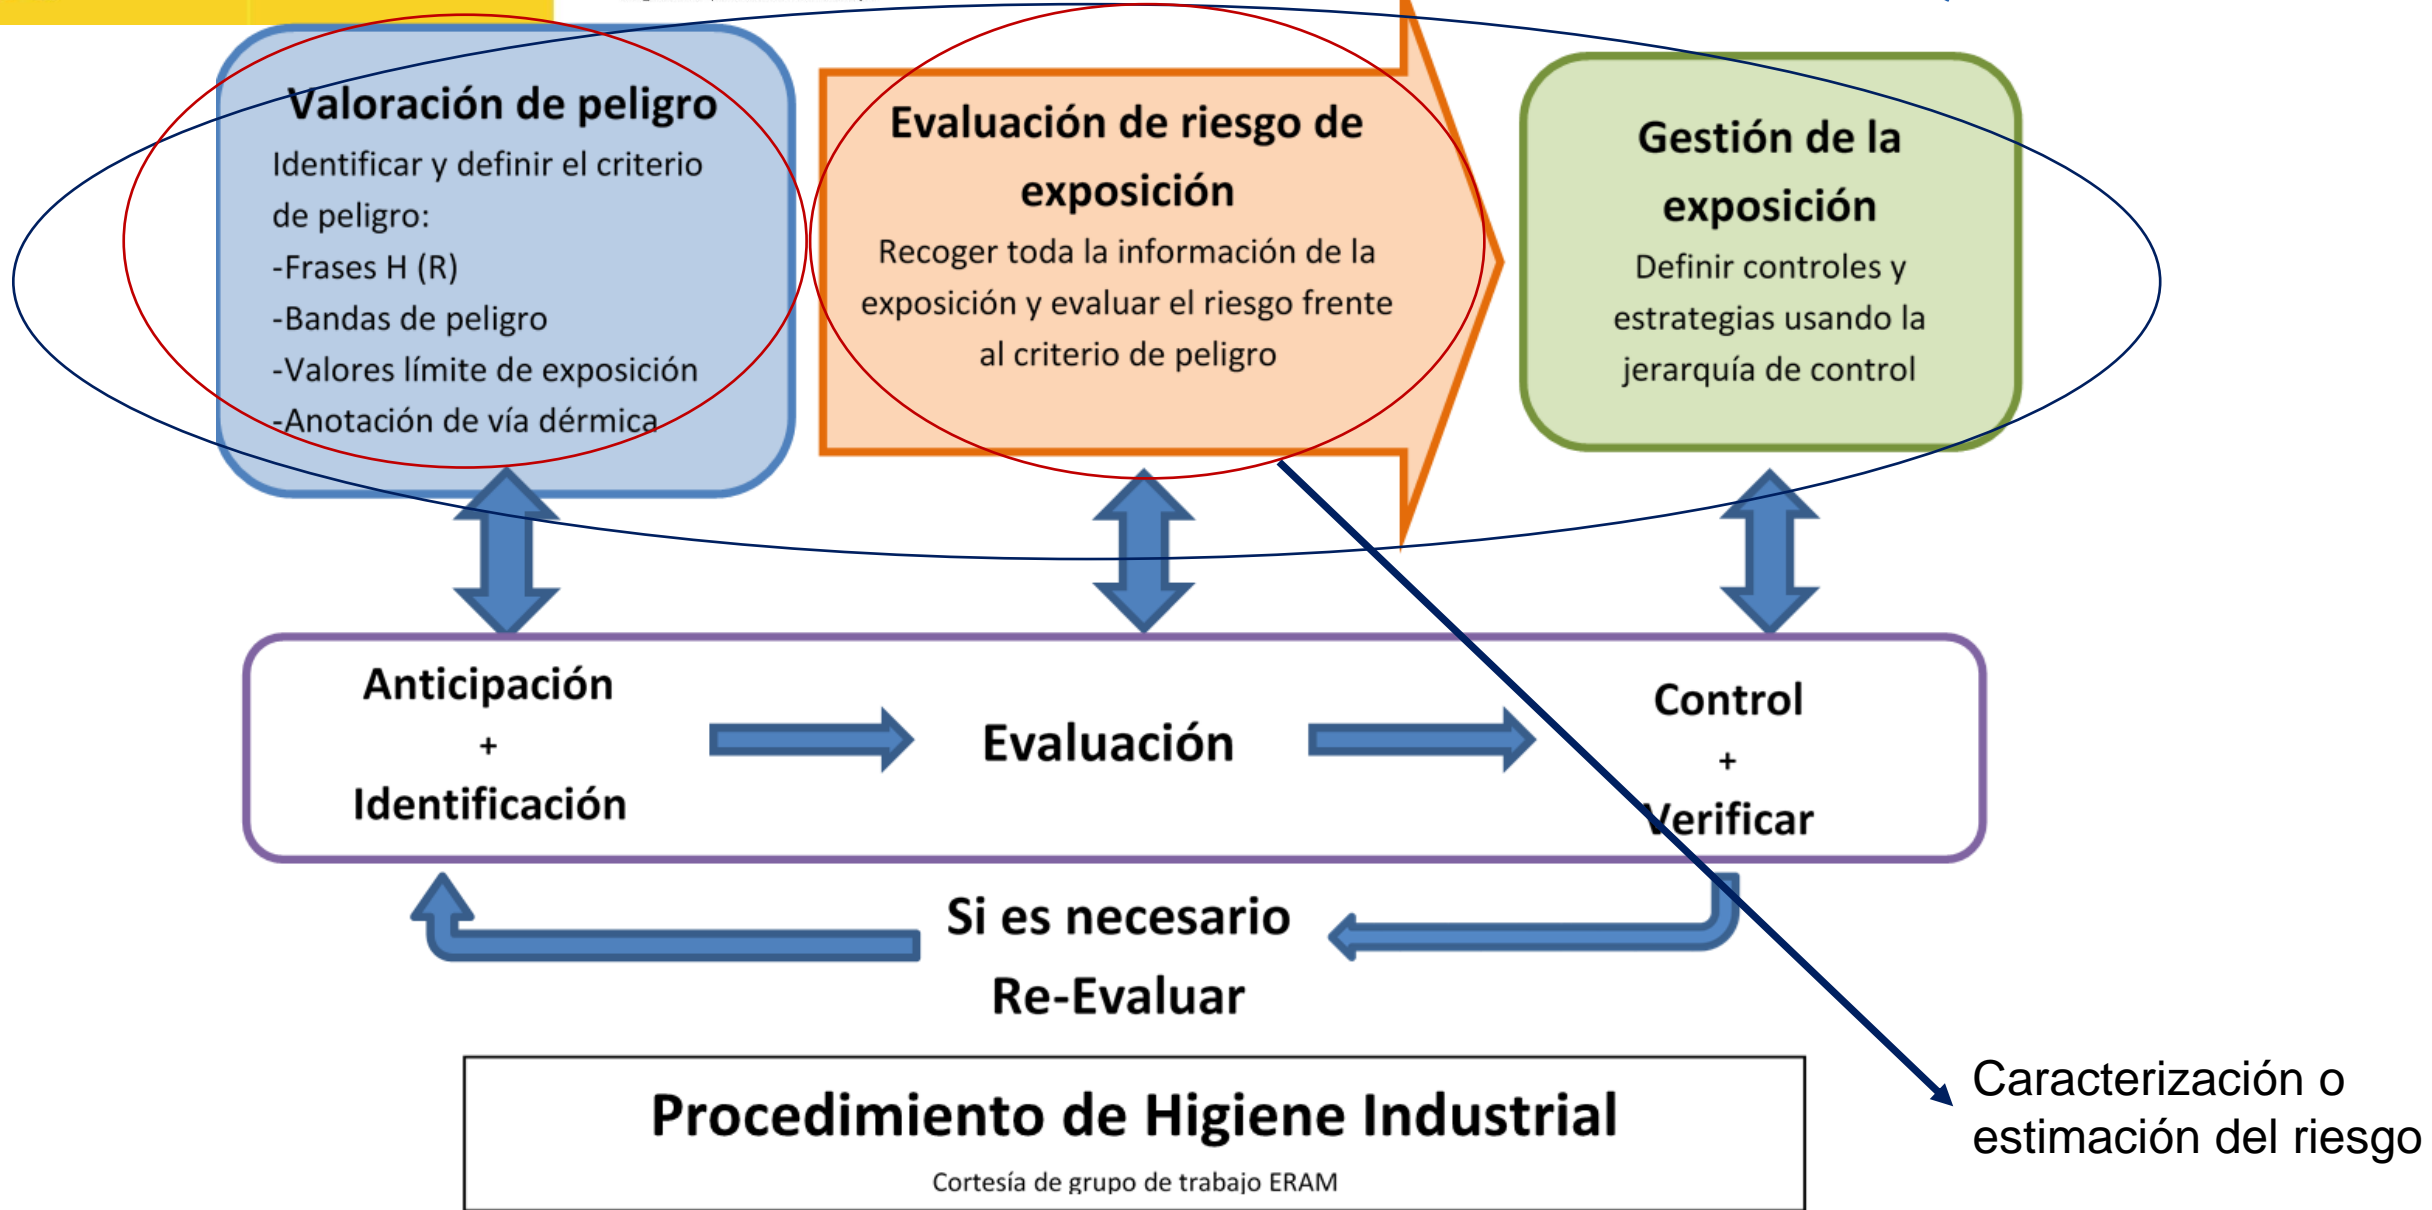 Valoración de peligro
Identificar y definir el criterio
de peligro:
-Frases H (R)
-Bandas de peligro
-Valores límite de exposición
-Anotación de vía dérmica
Evaluación de riesgo de
exposición
Recoger toda la información de la
exposición y evaluar el riesgo frente
al criterio de peligro
Gestión de la
exposición
Definir controles y
estrategias usando la
jerarquía de control
Anticipación
+
Identificación
Evaluación
Control
+
Verificar
Si es necesario
Re-Evaluar
Procedimiento de Higiene Industrial
Cortesía de grupo de trabajo ERAM
Caracterización o
estimación del riesgo